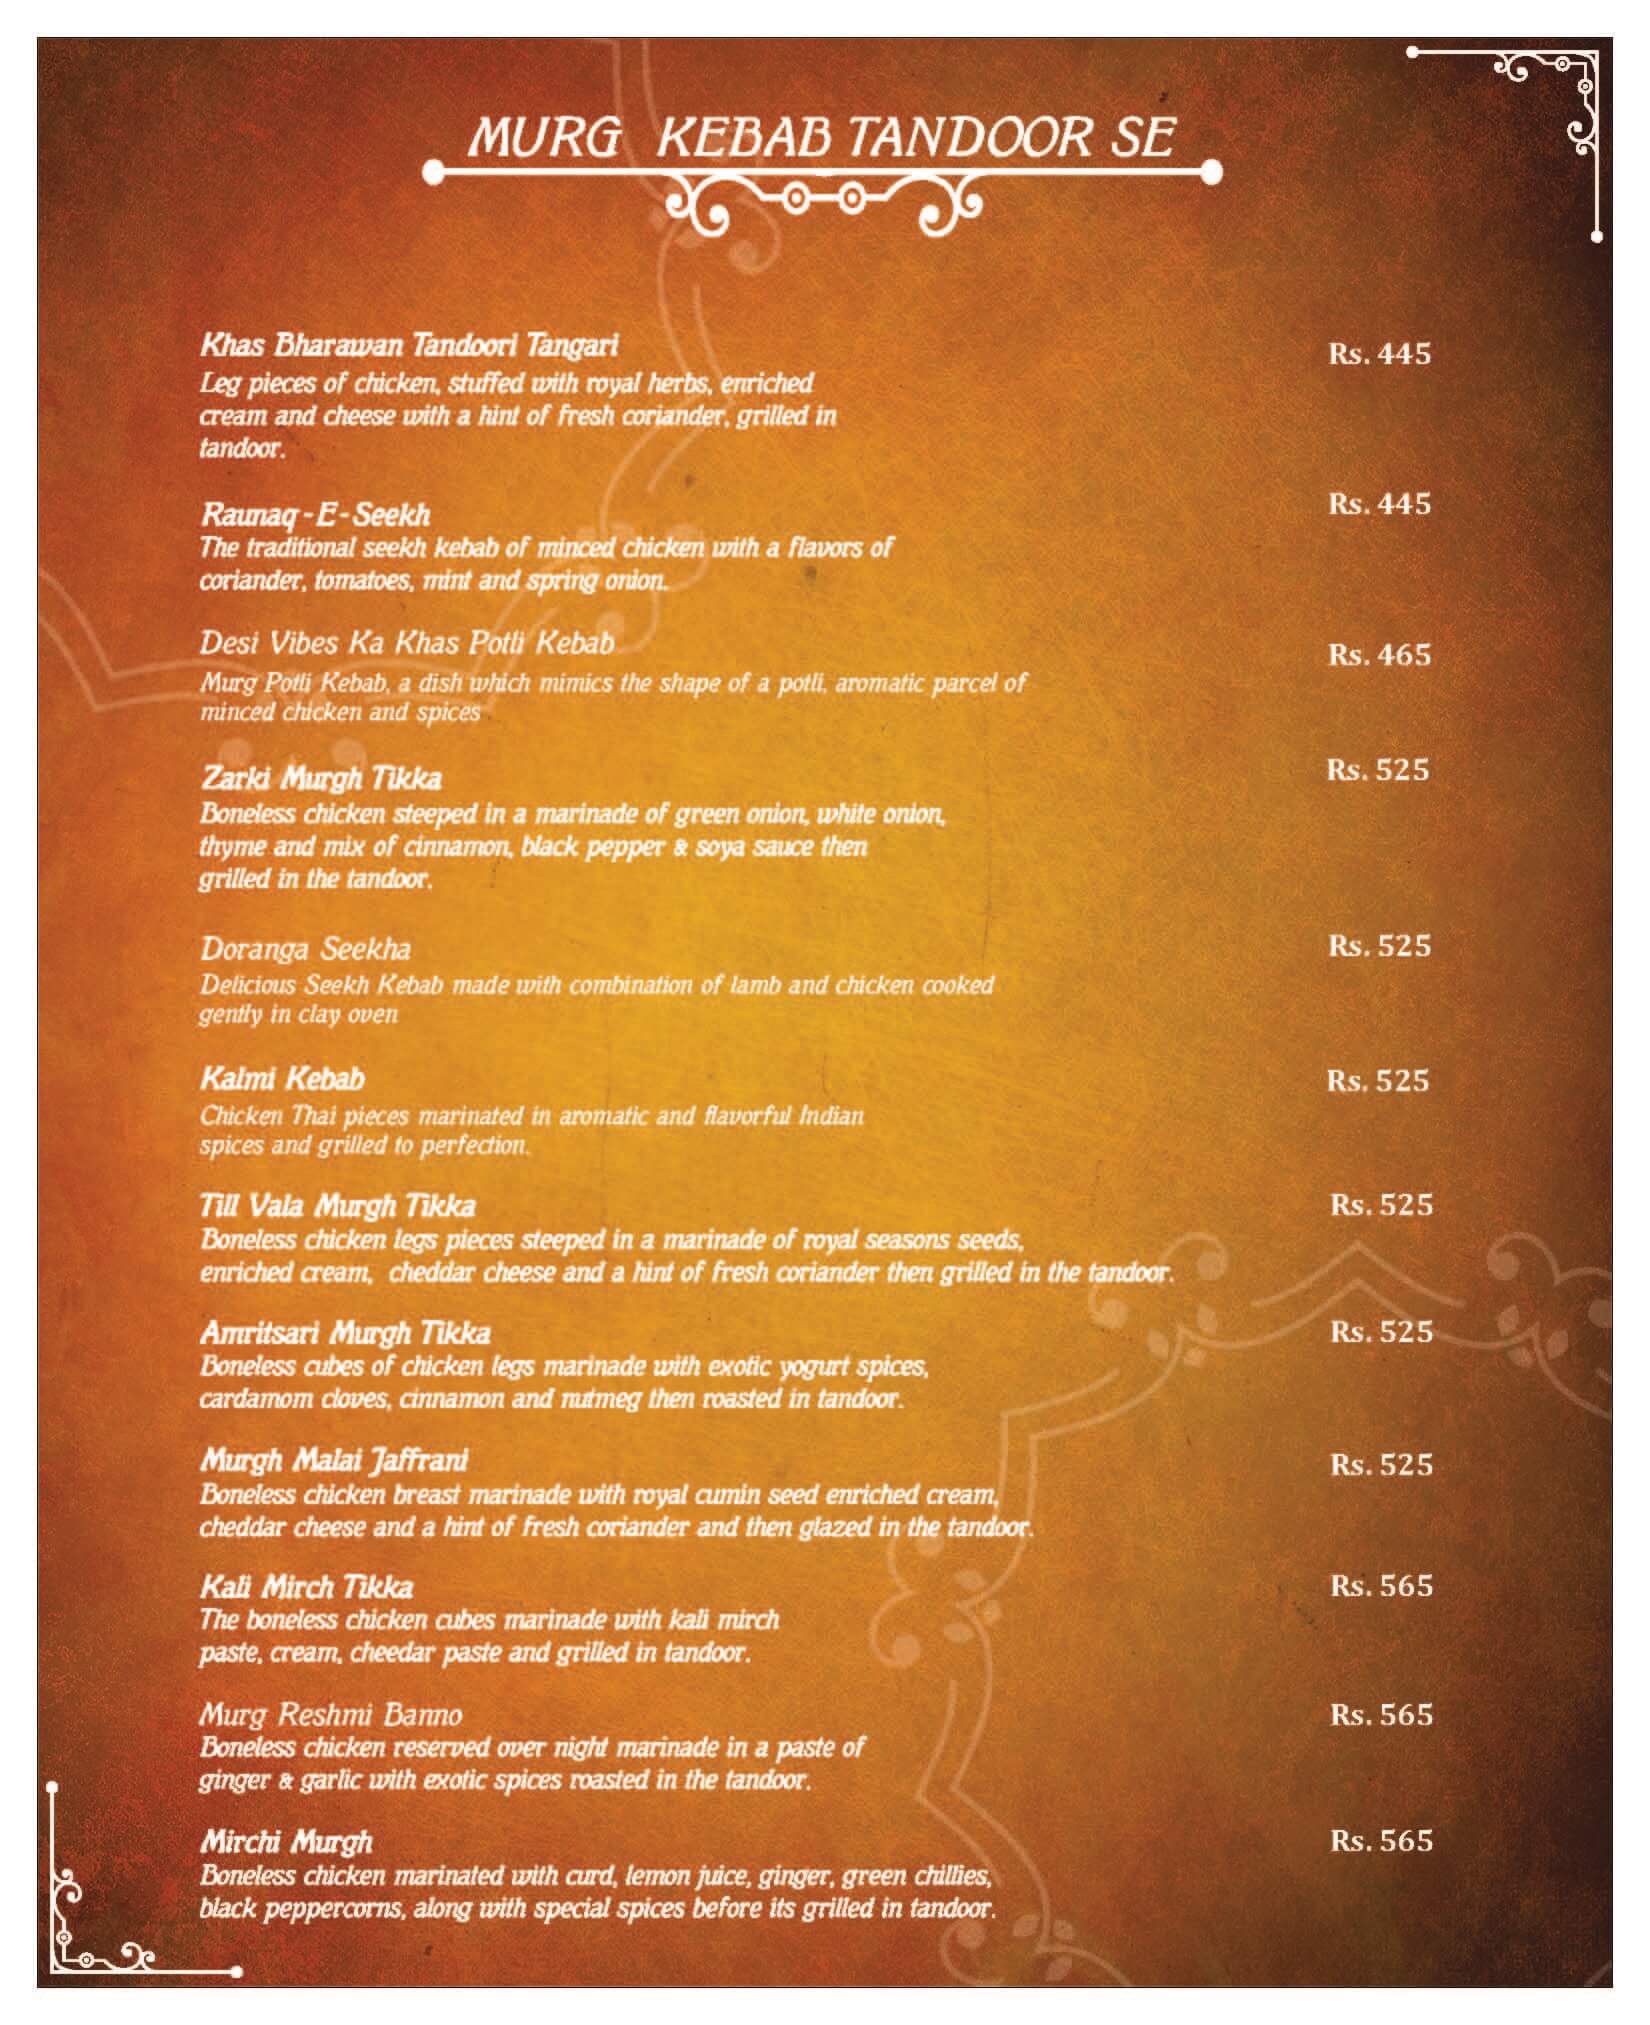 MURG KEBAB TANDOOR SE
Khas Bharawan Tandoori Tangari
Rs. 445
Leg pieces of chicken, stuffed with royal herbs, enriched
cream and cheese with a hint of fresh coriander, grilled in
tandoor.
Raunaq-E-Seekh
Rs. 445
The traditional seekh kebab of minced chicken with a flavors of
coriander, tomatoes, mint and spring onion.
Desi Vibes Ka Khas Potli Kebab
Rs. 465
Murg Potli Kebab, a dish which mimics the shape of a potli, aromatic parcel of
minced chicken and spices
Zarki Murgh Tikka
Rs. 525
Boneless chicken steeped in a marinade of green onion, white onion,
thyme and mix of cinnamon, black pepper & soya sauce then
grilled in the tandoor.
Doranga Seekha
Rs. 525
Delicious Seekh Kebab made with combination of lamb and chicken cooked
gently in clay oven
Kalmi Kebab
Rs. 525
Chicken Thai pieces marinated in aromatic and flavorful Indian
spices and grilled to perfection.
Till Vala Murgh Tikka
Rs. 525
Boneless chicken legs pieces steeped in a marinade of royal seasons seeds,
enriched cream, cheddar cheese and a hint of fresh coriander then grilled in the tandoor.
Amritsari Murgh Tikka
Rs. 525
Boneless cubes of chicken legs marinade with exotic yogurt spices,
cardamom cloves, cinnamon and nutmeg then roasted in tandoor.
Murgh Malai Jaffrani
Rs. 525
Boneless chicken breast marinade with royal cumin seed enriched cream,
cheddar cheese and a hint of fresh coriander and then glazed in the tandoor.
Kali Mirch Tikka
Rs. 565
The boneless chicken cubes marinade with kali mirch
paste, cream, cheedar paste and grilled in tandoor.
Murg Reshmi Banno
Rs. 565
Boneless chicken reserved over night marinade in a paste of
ginger & garlic with exotic spices roasted in the tandoor.
Mirchi Murgh
Rs. 565
Boneless chicken marinated with curd, lemon juice, ginger, green chillies,
black peppercorns, along with special spices before its grilled in tandoor.